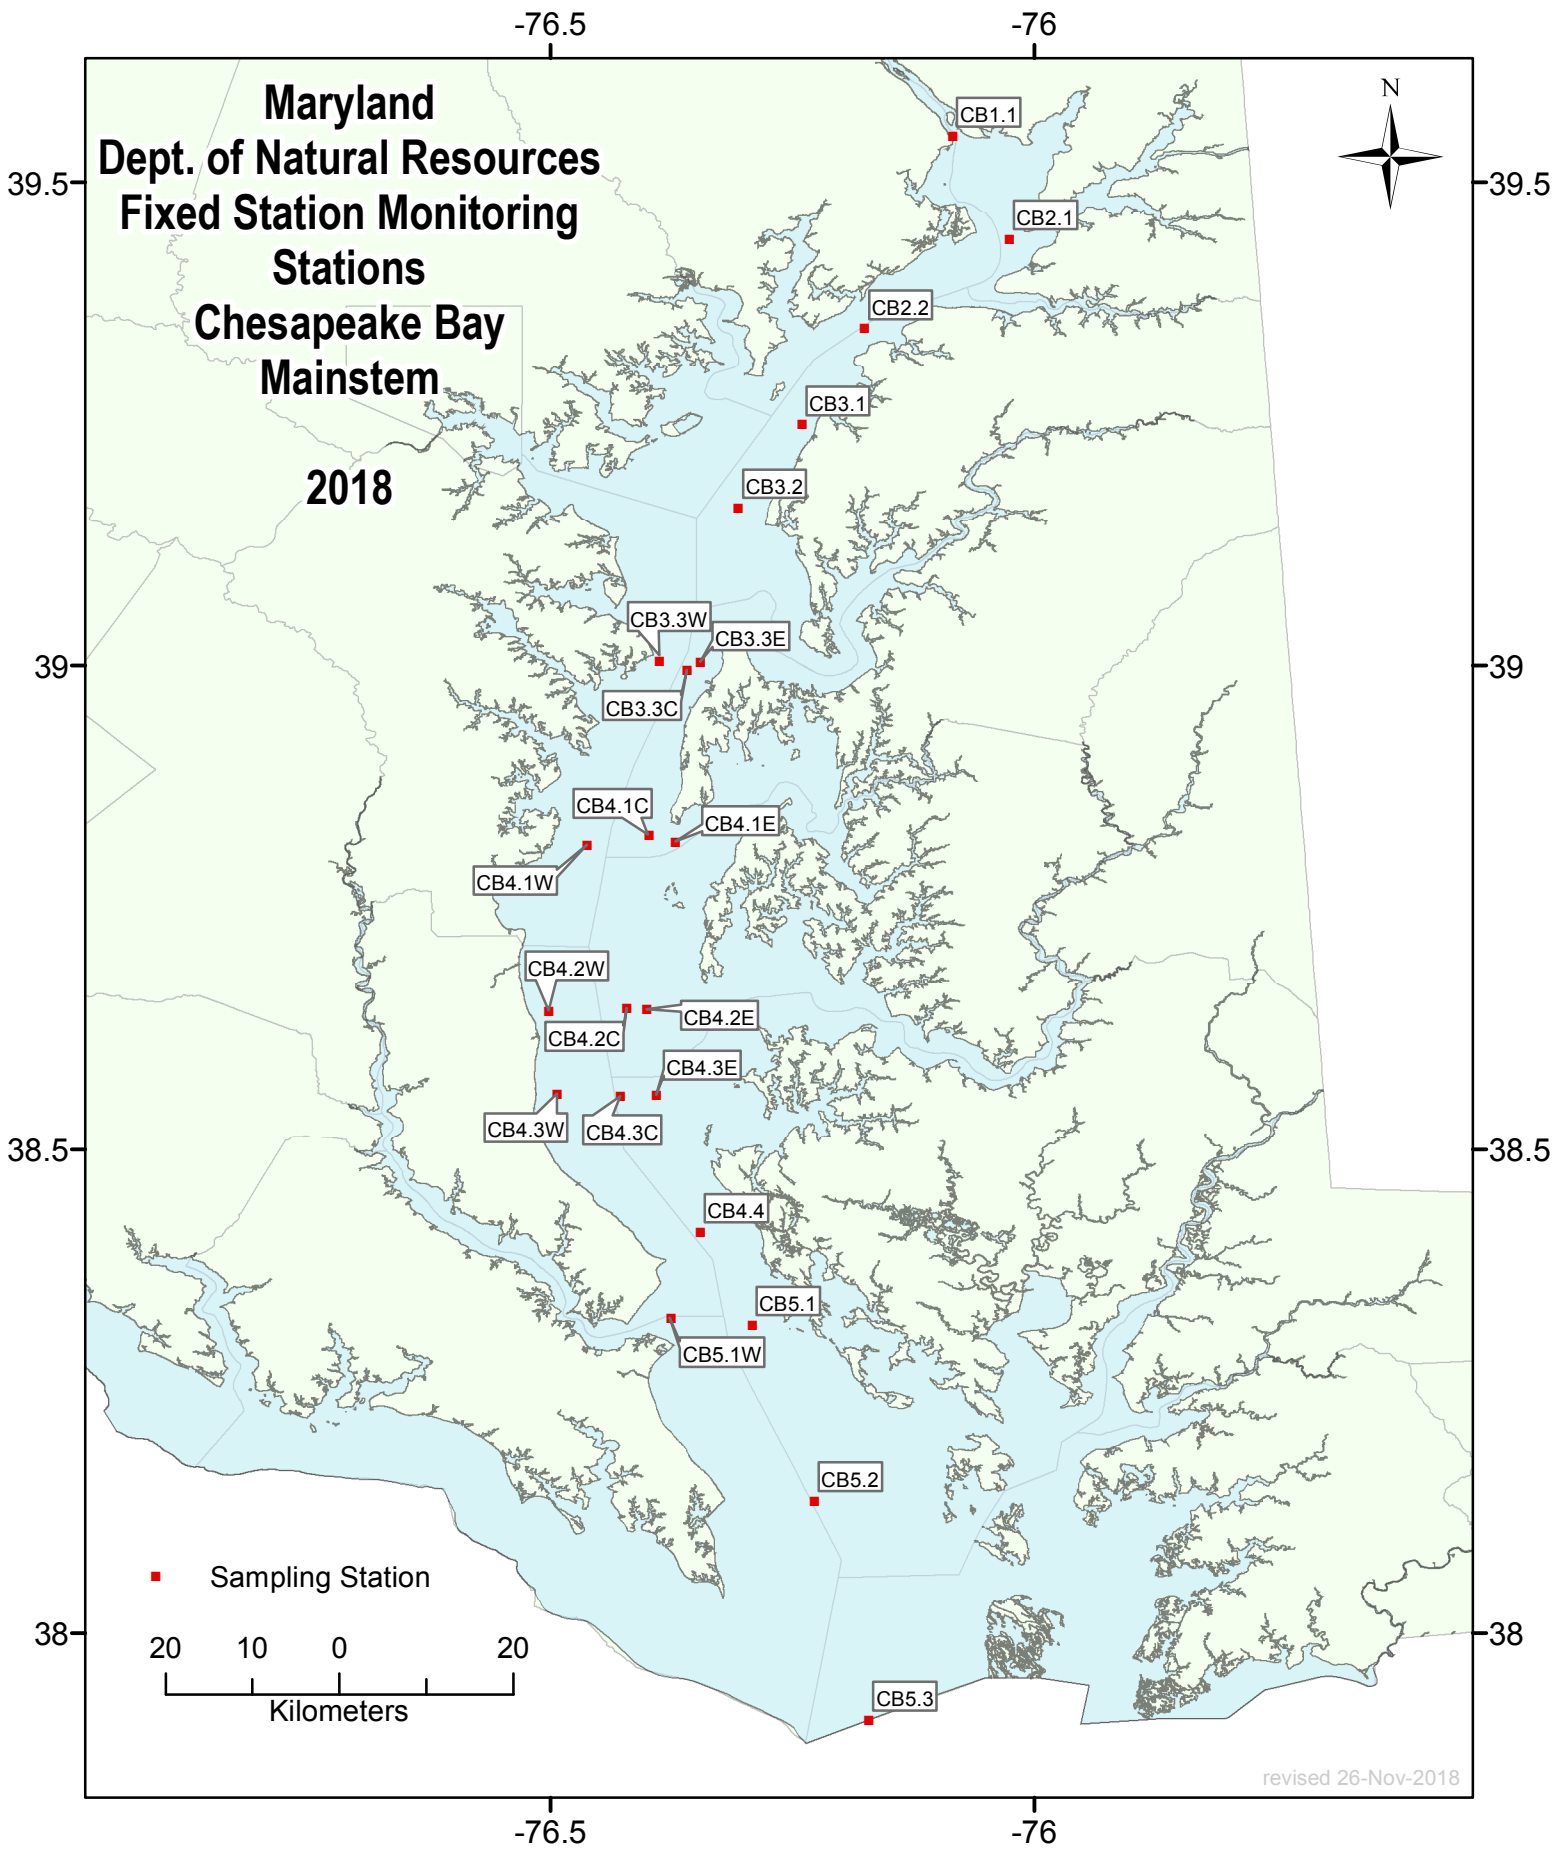 -76.5
-76
Maryland
Dept. of Natural Resources
Fixed Station Monitoring
Stations
Chesapeake Bay
Mainstem
2018
N
CB1.1
39.5
39.5
CB2.1
CB2.2
CB3.1
CB3.2
CB3.3W
CB3.3E
39
39
CB3.3C
CB4.1C
CB4.1E
CB4.1W
CB4.2W
CB4.2E
CB4.2C
CB4.3E
CB4.3W
CB4.3C
38.5
38.5
CB4.4
CB5.1
CB5.1W
CB5.2
Sampling Station
38
38
20 10 0 20
Kilometers
CB5.3
revised 26-Nov-2018
-76.5
-76